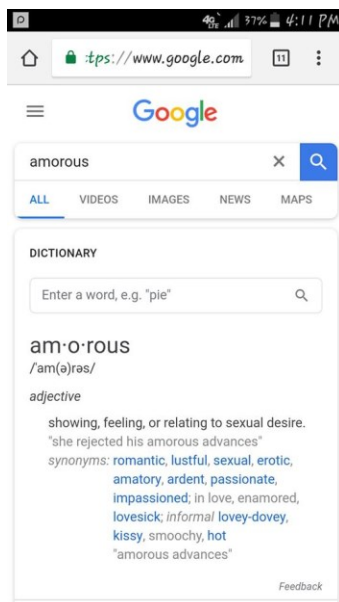 4G LTE 37% 4:11 PM
tps://www.google.com 11
Google
amorous
ALL VIDEOS IMAGES NEWS MAPS
DICTIONARY
Enter a word, e.g. "pie"
am·o·rous
/ˈam(ə)rəs/
adjective
showing, feeling, or relating to sexual desire.
"she rejected his amorous advances"
synonyms: romantic, lustful, sexual, erotic,
amatory, ardent, passionate,
impassioned; in love, enamored,
lovesick; informal lovey-dovey,
kissy, smoochy, hot
"amorous advances"
Feedback